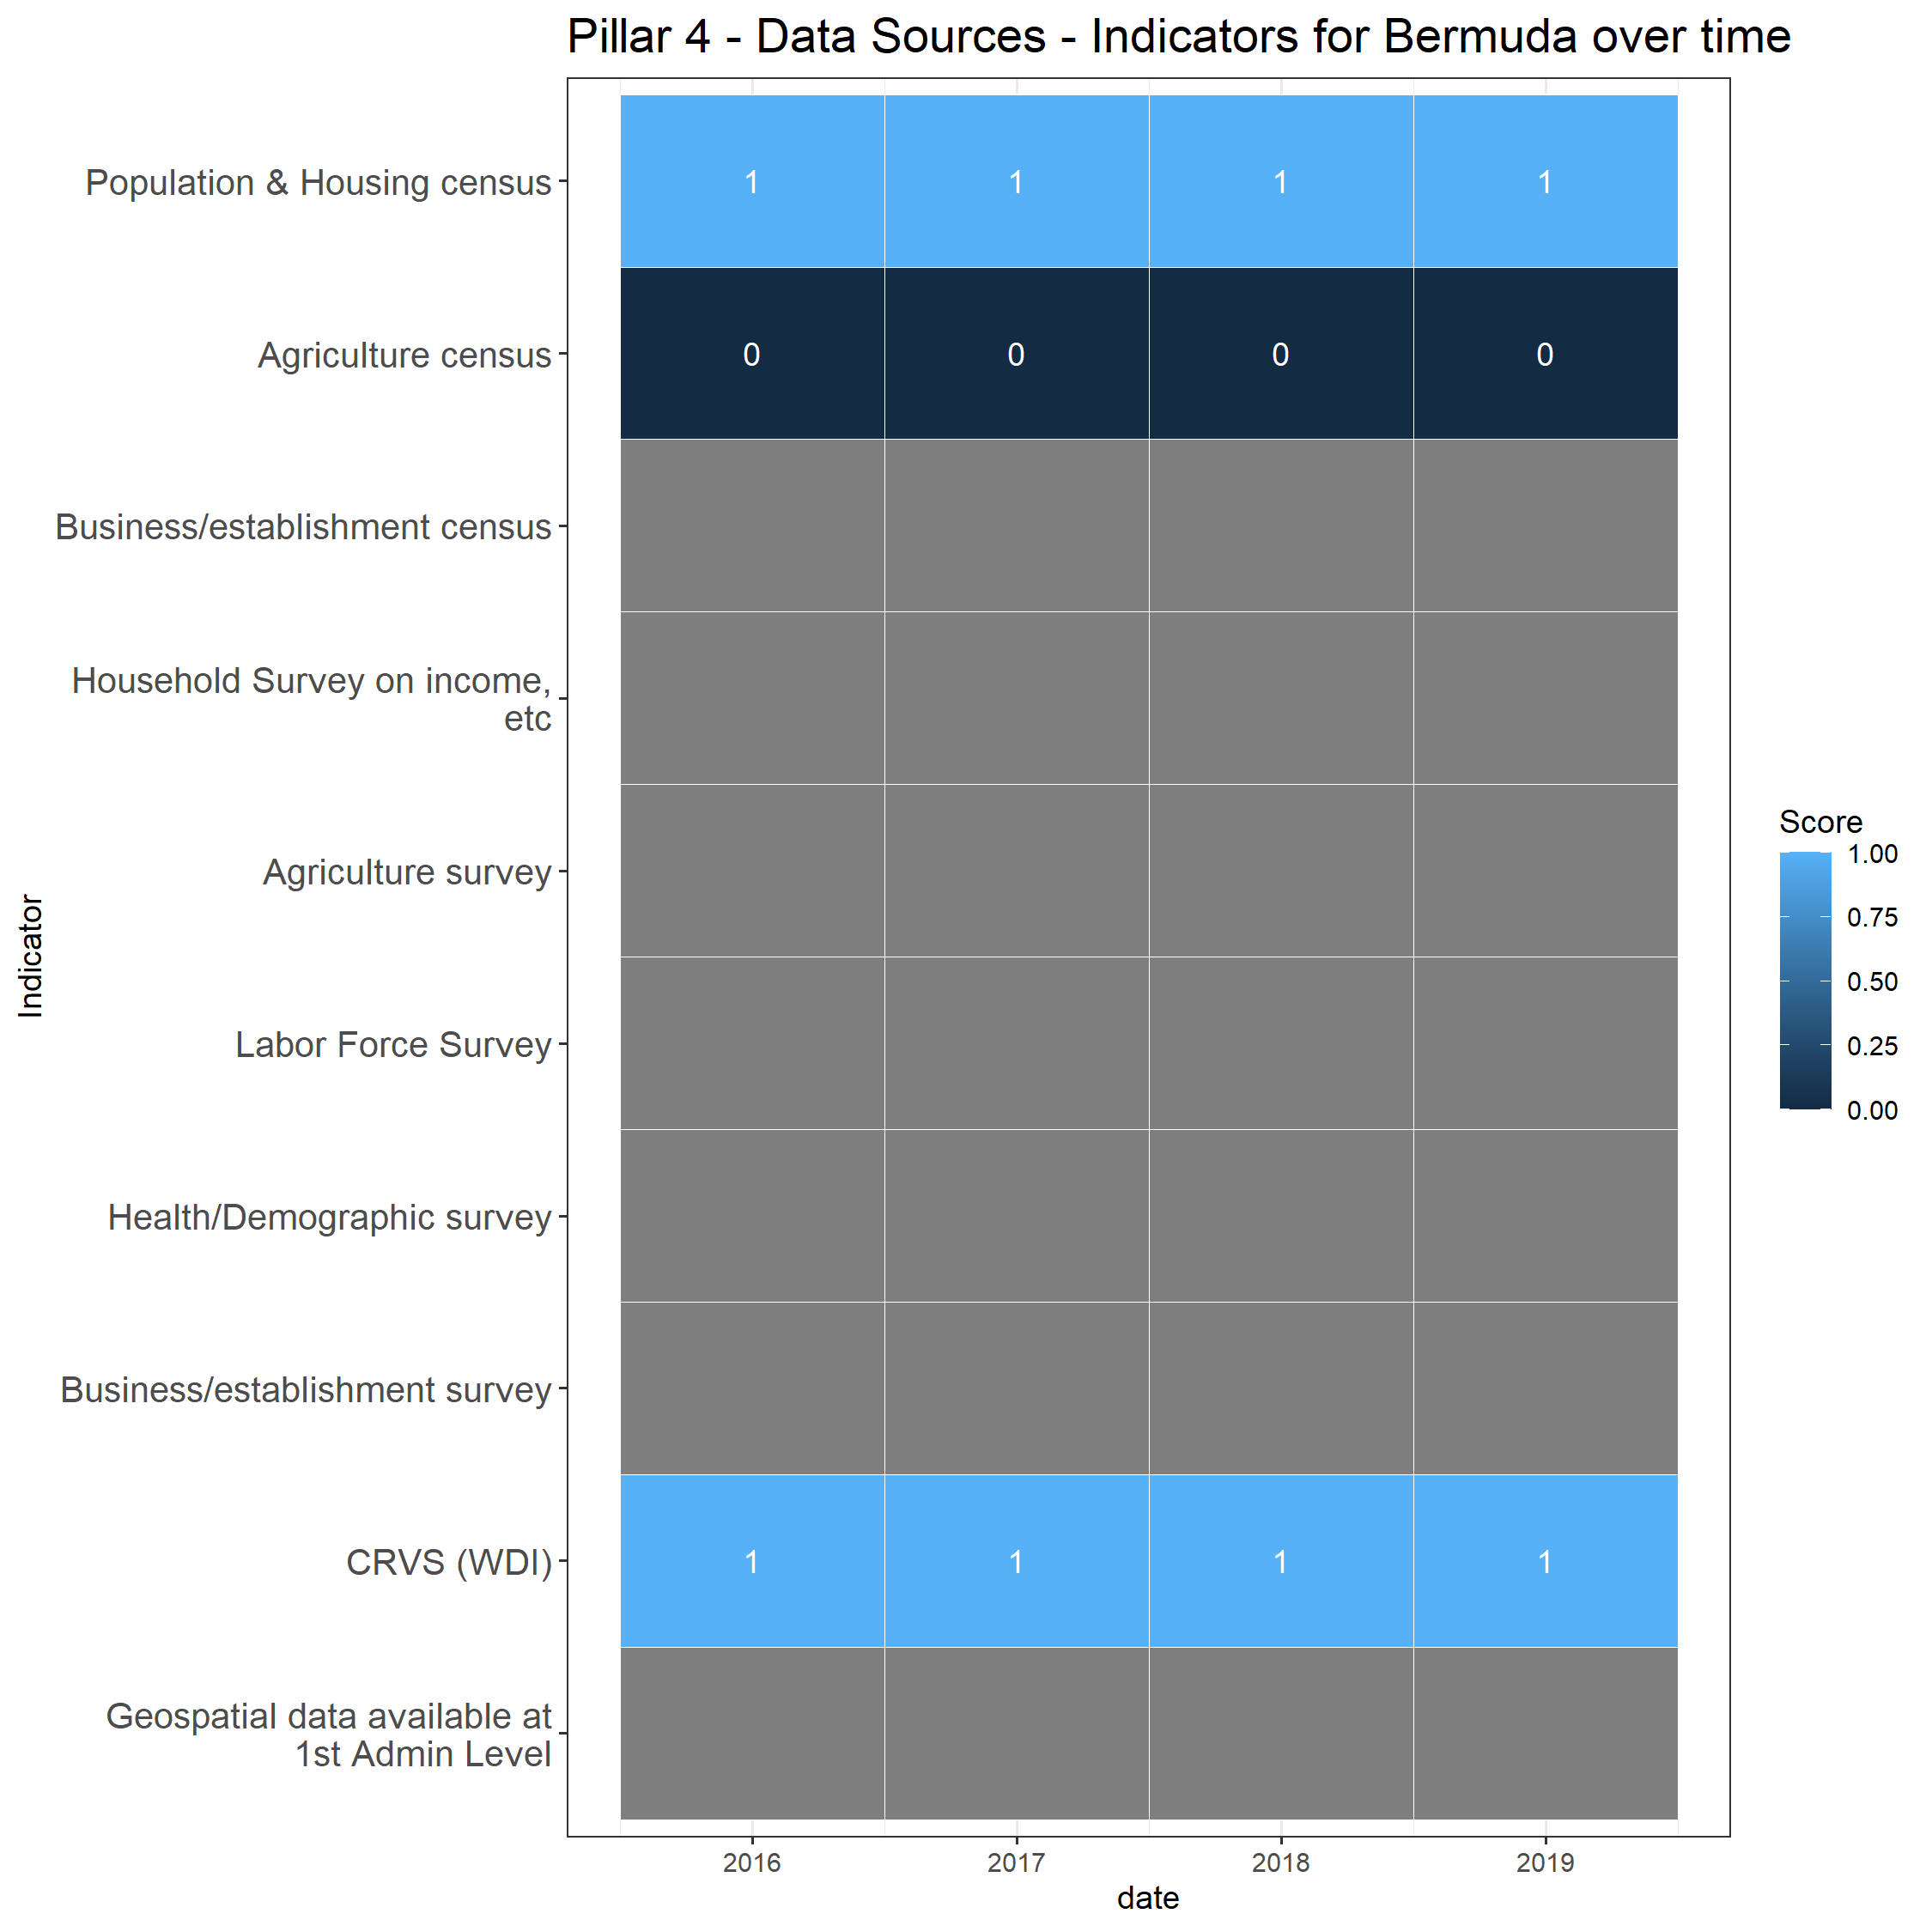 Pillar 4 - Data Sources - Indicators for Bermuda over time
Population & Housing census
1 1 1 1
Agriculture census
0 0 0 0
Business/establishment census
Household Survey on income,
etc
Agriculture survey
Labor Force Survey
Health/Demographic survey
Business/establishment survey
CRVS (WDI)
1 1 1 1
Geospatial data available at
1st Admin Level
Indicator
2016 2017 2018 2019
date
Score
1.00
0.75
0.50
0.25
0.00